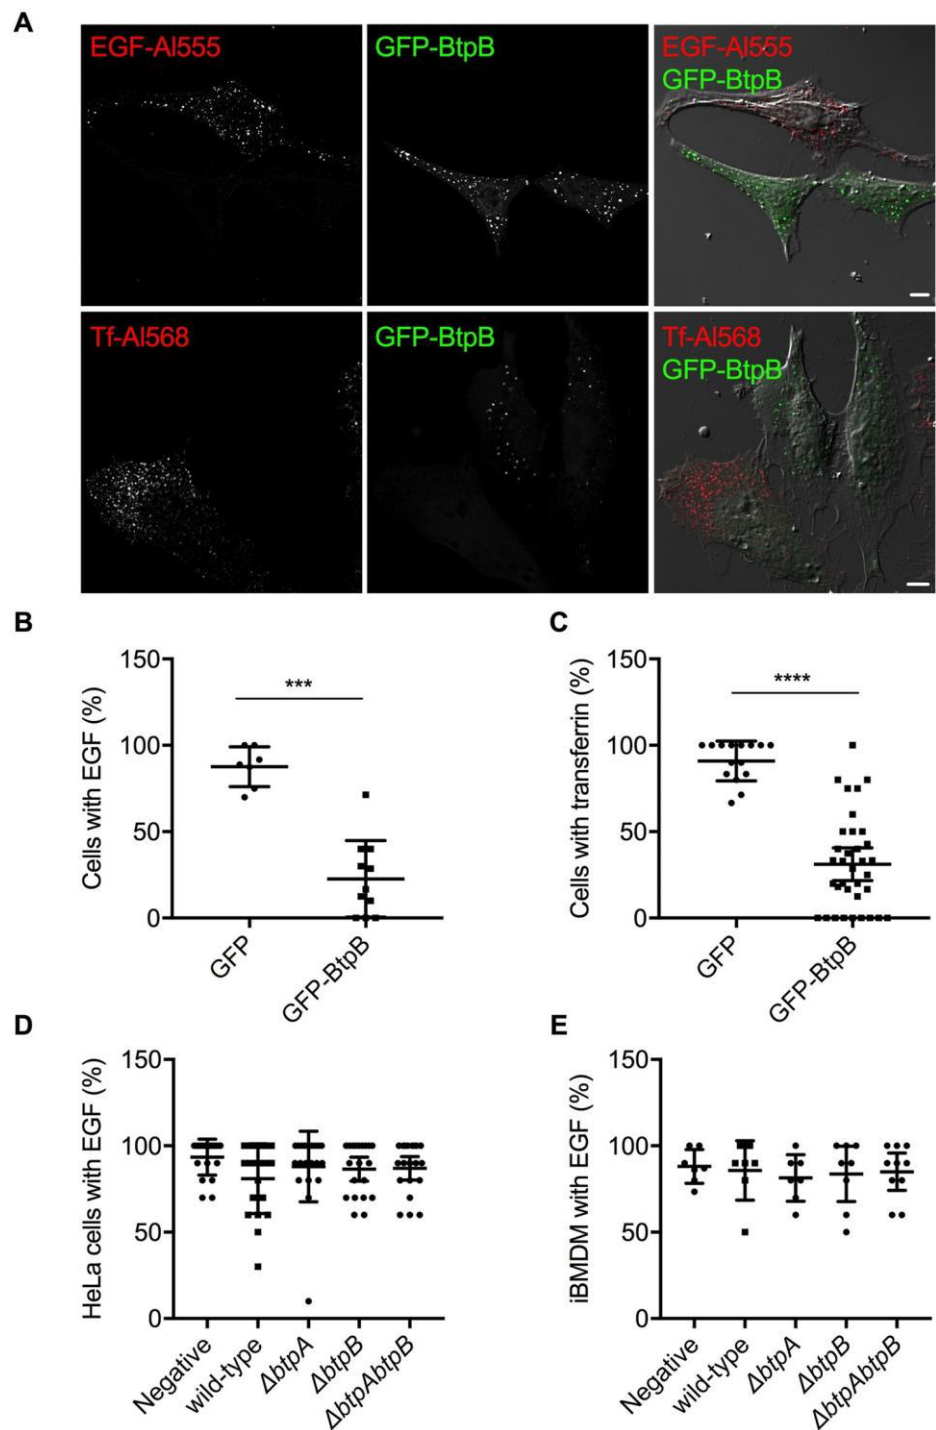 A
EGF-Al555
GFP-BtpB
EGF-Al555
GFP-BtpB
Tf-Al568
GFP-BtpB
Tf-Al568
GFP-BtpB
B
150
100
50
0
Cells with EGF (%)
***
GFP
GFP-BtpB
C
150
100
50
0
Cells with transferrin (%)
****
GFP
GFP-BtpB
D
150
100
50
0
HeLa cells with EGF (%)
Negative
wild-type
ΔbtpA
ΔbtpB
ΔbtpAbtpB
E
150
100
50
0
iBMDM with EGF (%)
Negative
wild-type
ΔbtpA
ΔbtpB
ΔbtpAbtpB